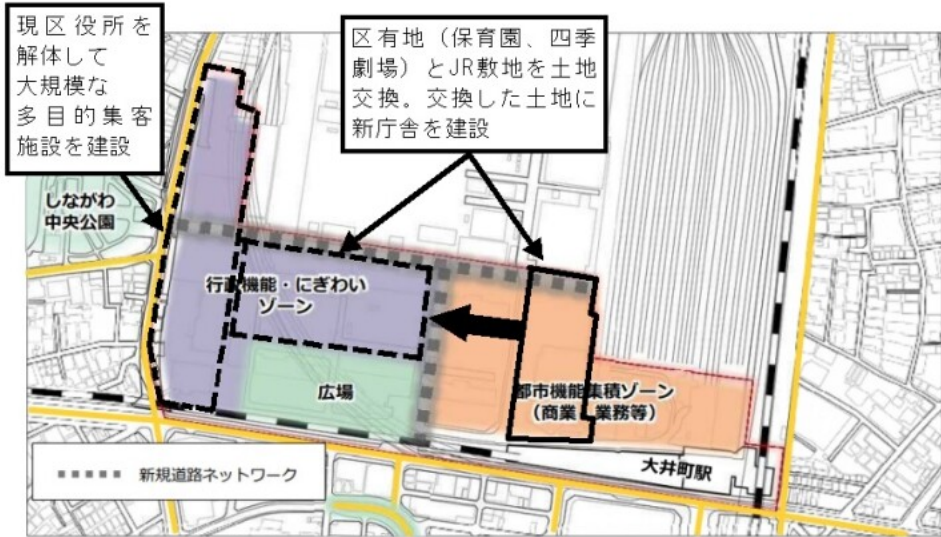 現区役所を
解体して
大規模な
多目的集客
施設を建設
区有地（保育園、四季
劇場）とJR敷地を土地
交換。交換した土地に
新庁舎を建設
しながわ
中央公園
行政機能・にぎわい
ゾーン
広場
都市機能集積ゾーン
（商業・業務等）
大井町駅
新規道路ネットワーク